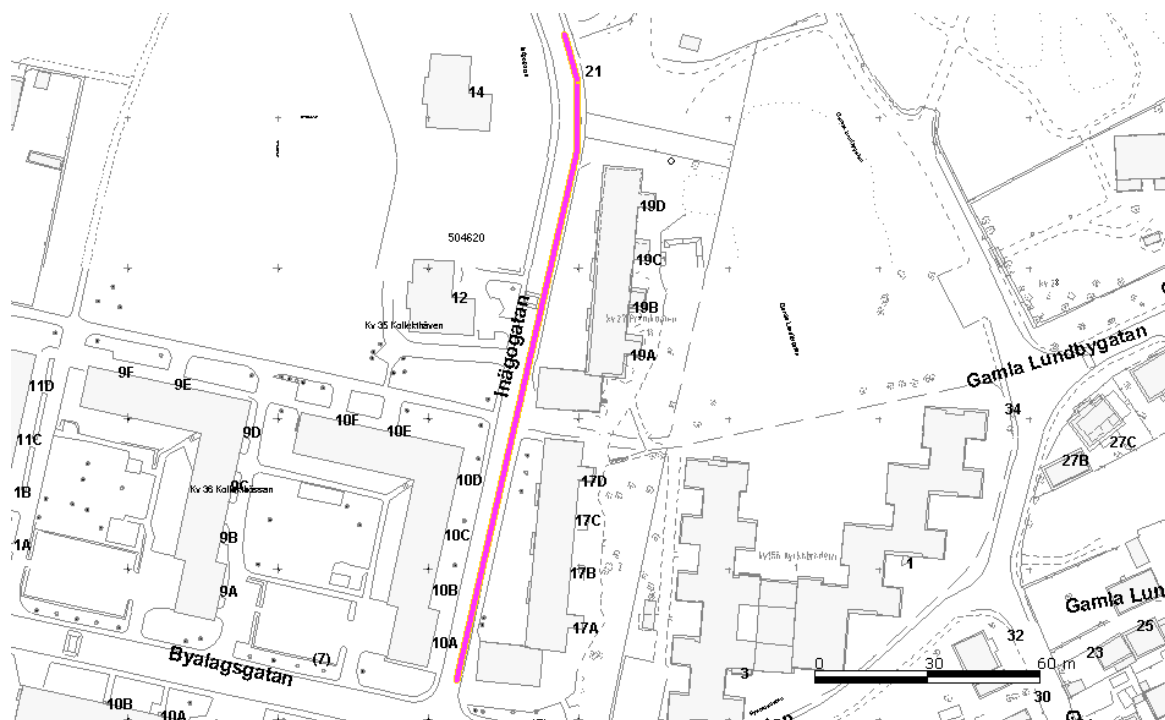 21
14
19D
504620
19C
12
19B
Kv 35 Kollekthäven
Inägogatan
19A
Gamla Lundbygatan
11D
9F
9E
34
10F
10E
9D
11C
27C
27B
10D
17D
9C
Kv 36 Kollekthässan
1B
17C
10C
9B
1A
1
17B
10B
9A
Gamla Lun
17A
25
32
10A
23
Byalagsgatan
(7)
0
30
60 m
3
30
10B
10A